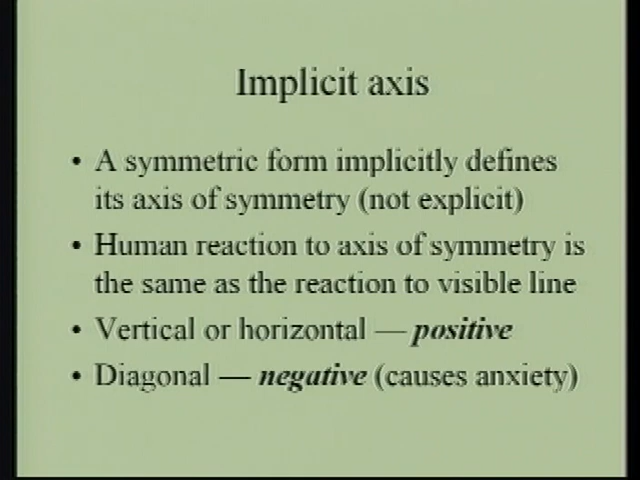 Implicit axis
• A symmetric form implicitly defines
its axis of symmetry (not explicit)
• Human reaction to axis of symmetry is
the same as the reaction to visible line
• Vertical or horizontal — positive
• Diagonal — negative (causes anxiety)